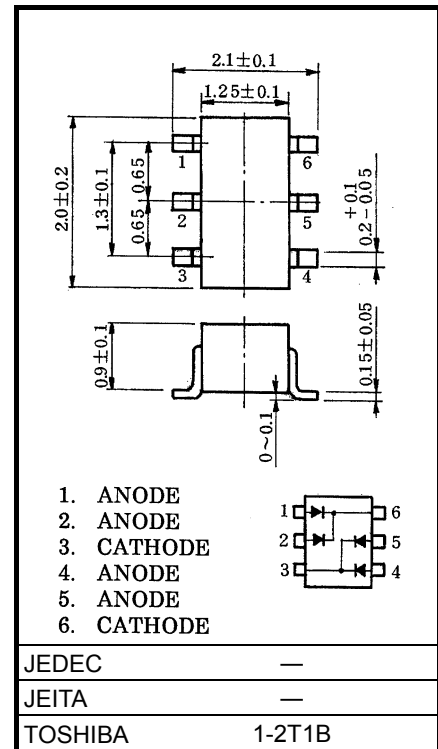 2.1±0.1
1.25±0.1
2.0±0.2
1.3±0.1
0.65
0.65
1
2
3
6
5
4
+0.1
0.2-0.05
0.9±0.1
0.15±0.05
0~0.1
1. ANODE
2. ANODE
3. CATHODE
4. ANODE
5. ANODE
6. CATHODE
1
2
3
6
5
4
JEDEC —
JEITA —
TOSHIBA 1-2T1B